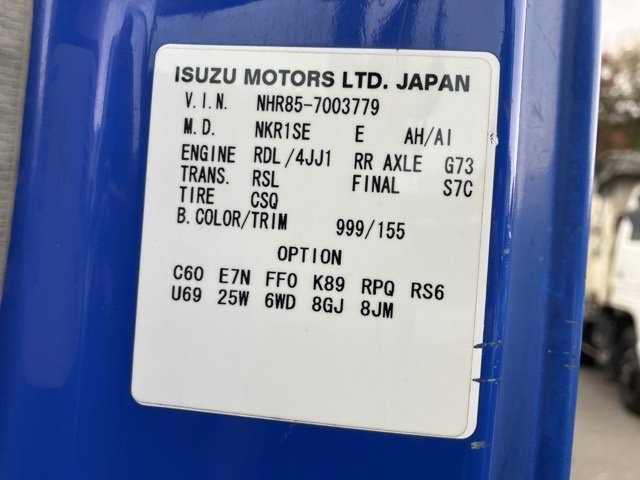 ISUZU MOTORS LTD. JAPAN
V.I.N. NHR85-7003779
M.D. NKR1SE E AH/AI
ENGINE RDL/4JJ1 RR AXLE G73
TRANS. RSL FINAL S7C
TIRE CSQ
B.COLOR/TRIM 999/155
OPTION
C60 E7N FF0 K89 RPQ RS6
U69 25W 6WD 8GJ 8JM